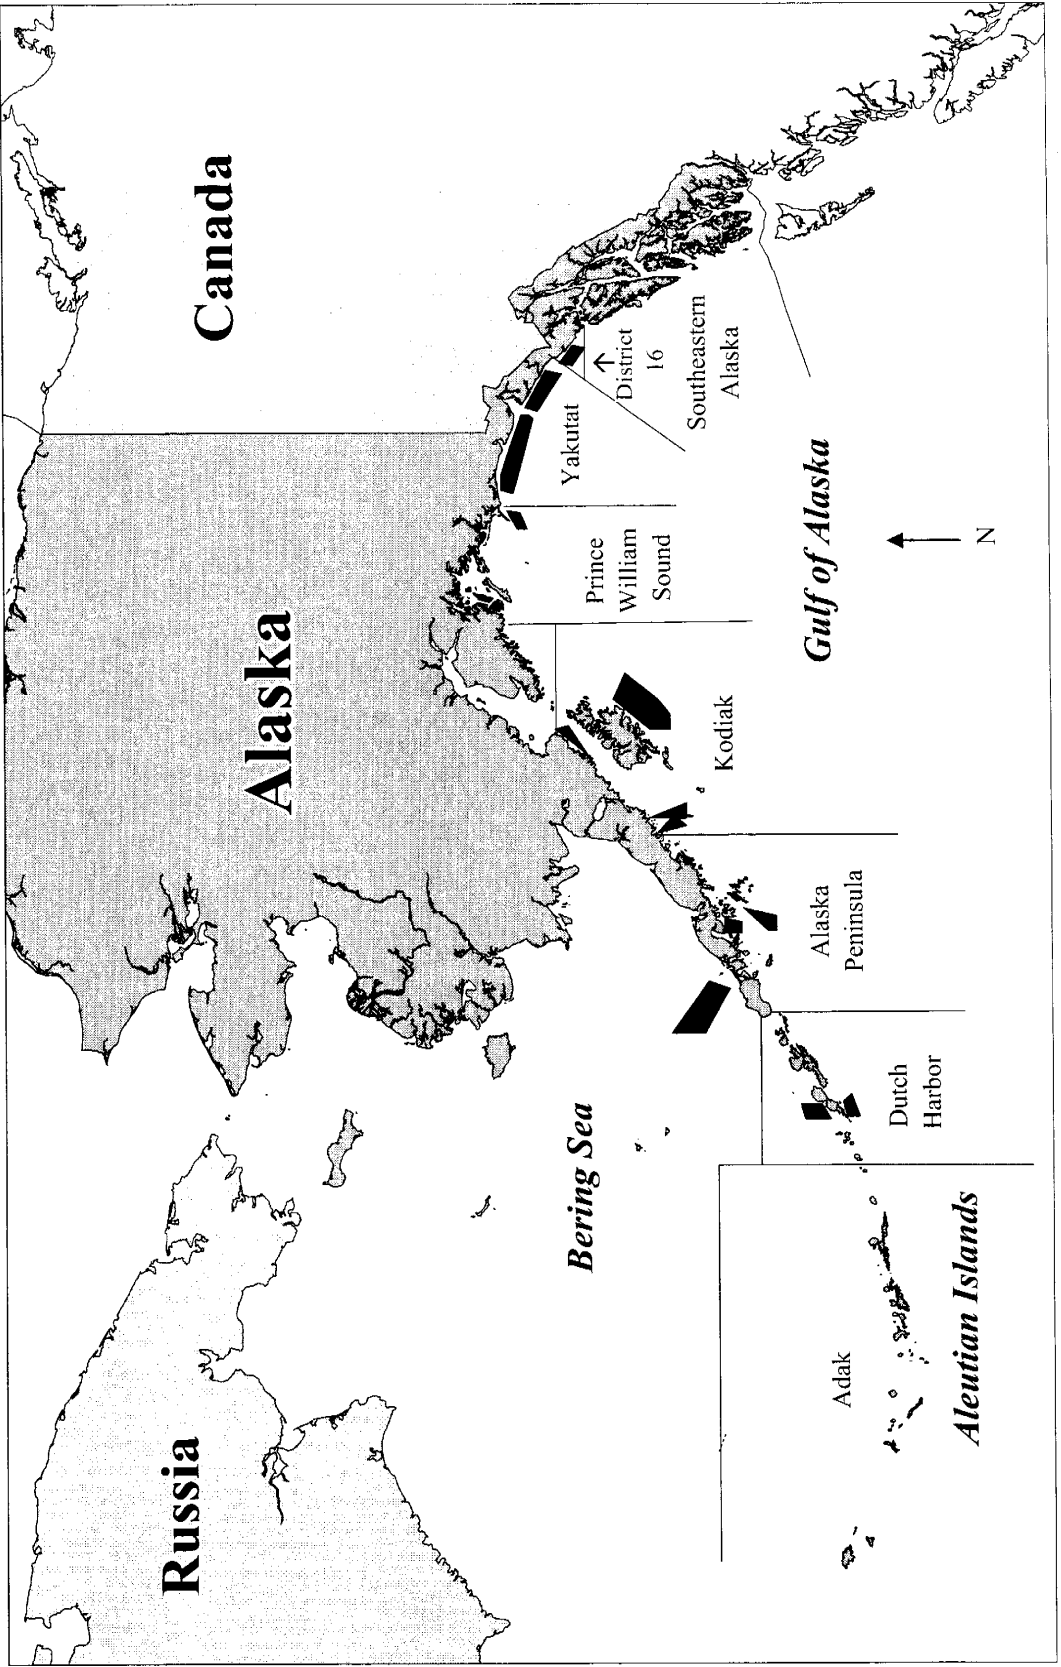 Russia
Alaska
Canada
Bering Sea
Yakutat
District
16
Southeastern
Alaska
Prince
William
Sound
Kodiak
Gulf of Alaska
N
Alaska
Peninsula
Dutch
Harbor
Adak
Aleutian Islands